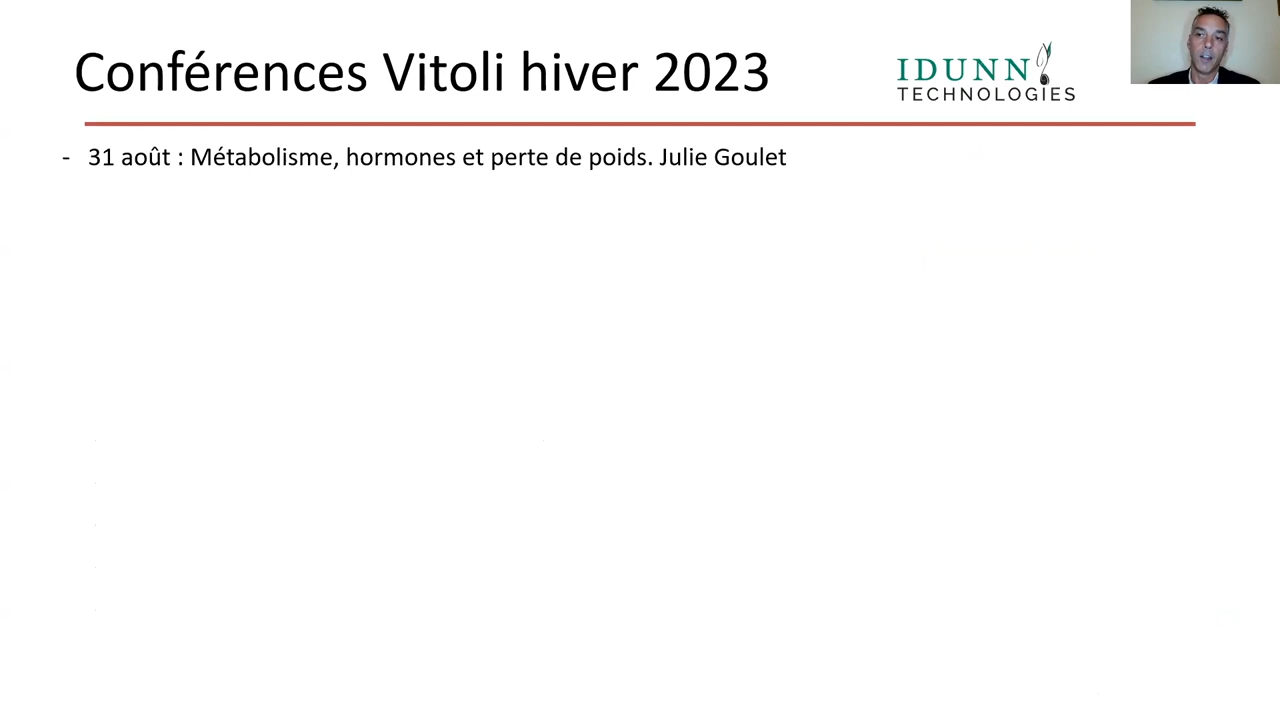 Conférences Vitoli hiver 2023
IDUNN
TECHNOLOGIES
- 31 août : Métabolisme, hormones et perte de poids. Julie Goulet